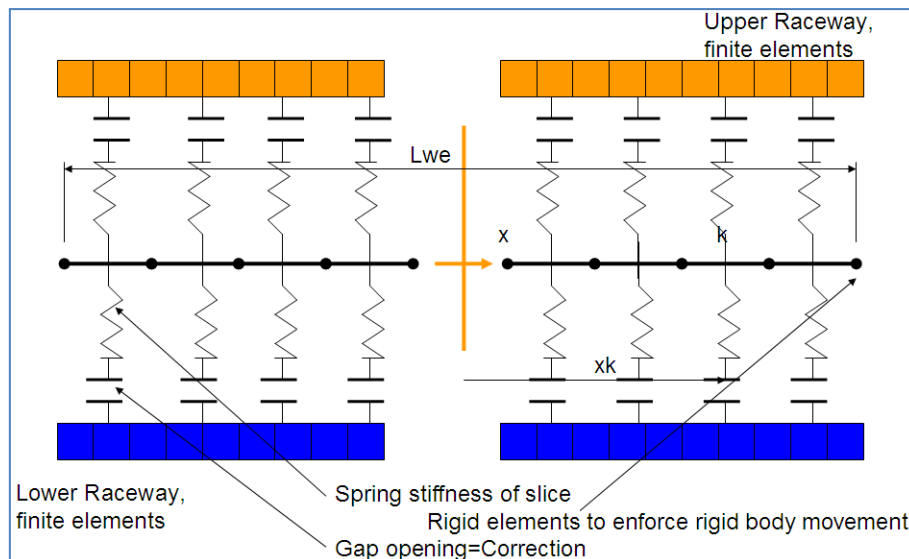 Upper Raceway,
finite elements
Lwe
x
k
xk
Lower Raceway,
finite elements
Spring stiffness of slice
Rigid elements to enforce rigid body movement
Gap opening=Correction